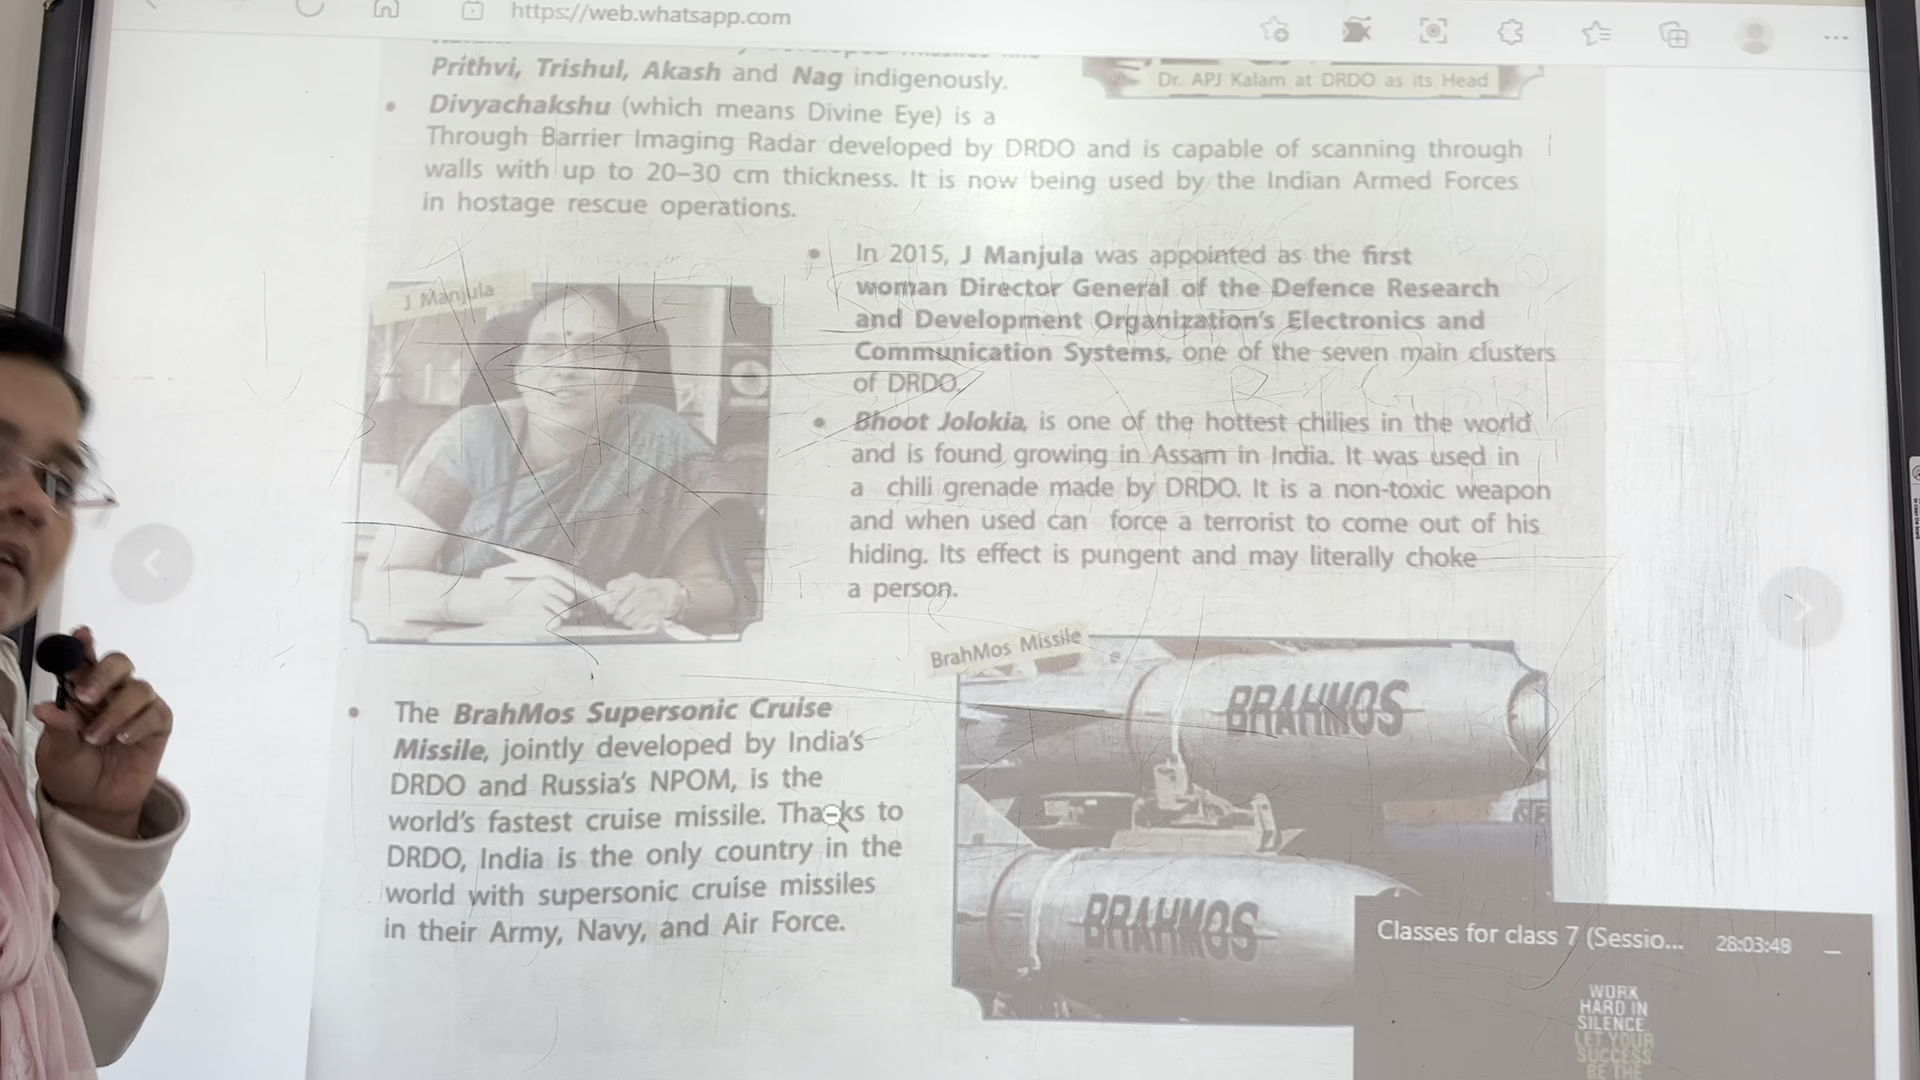 https://web.whatsapp.com
Prithvi, Trishul, Akash and Nag indigenously.
Dr. APJ Kalam at DRDO as its Head
• Divyachakshu (which means Divine Eye) is a
Through Barrier Imaging Radar developed by DRDO and is capable of scanning through
walls with up to 20–30 cm thickness. It is now being used by the Indian Armed Forces
in hostage rescue operations.
J Manjula
• In 2015, J Manjula was appointed as the first
woman Director General of the Defence Research
and Development Organization's Electronics and
Communication Systems, one of the seven main clusters
of DRDO.
• Bhoot Jolokia, is one of the hottest chilies in the world
and is found growing in Assam in India. It was used in
a chili grenade made by DRDO. It is a non-toxic weapon
and when used can force a terrorist to come out of his
hiding. Its effect is pungent and may literally choke
a person.
BrahMos Missile
BRAHMOS
BRAHMOS
• The BrahMos Supersonic Cruise
Missile, jointly developed by India's
DRDO and Russia's NPOM, is the
world's fastest cruise missile. Thanks to
DRDO, India is the only country in the
world with supersonic cruise missiles
in their Army, Navy, and Air Force.
Classes for class 7 (Sessio... 28:03:49
WORK
HARD IN
SILENCE
LET YOUR
SUCCESS
BE THE